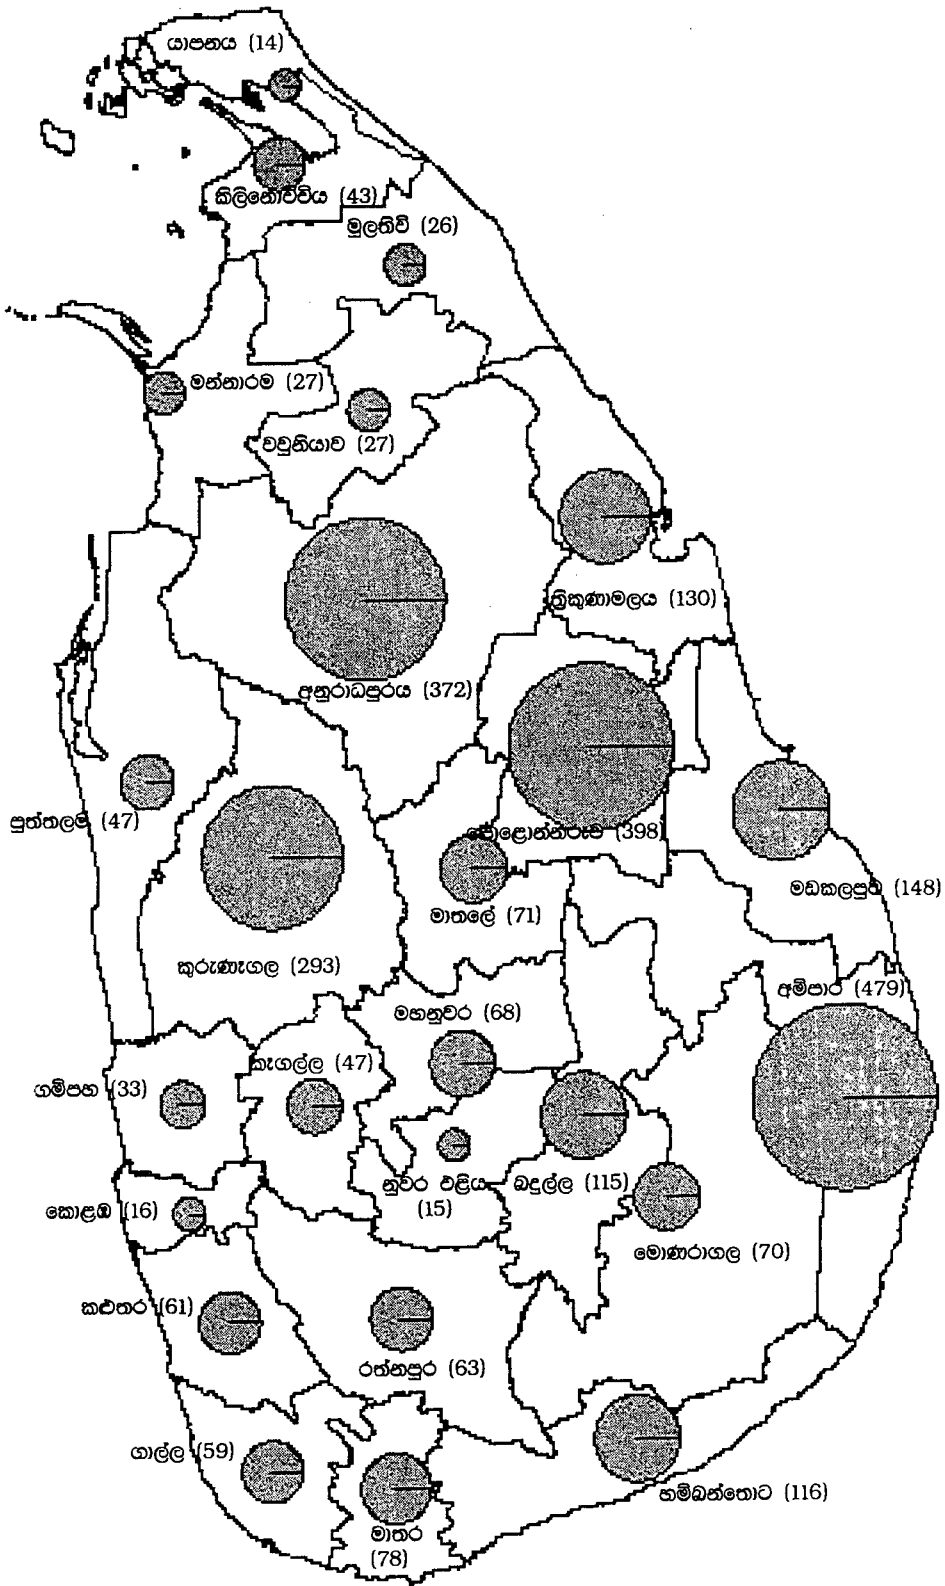 යාපනය (14)
කිලිනොච්චිය (43)
මුලතිව් (26)
මන්නාරම (27)
වවුනියාව (27)
ත්‍රිකුණාමලය (130)
අනුරාධපුරය (372)
පුත්තලම (47)
පොළොන්නරුව (398)
මඩකලපුව (148)
මාතලේ (71)
කුරුණෑගල (293)
අම්පාර (479)
මහනුවර (68)
කෑගල්ල (47)
ගම්පහ (33)
නුවර එළිය
(15)
බදුල්ල (115)
කොළඹ (16)
මොණරාගල (70)
කළුතර (61)
රත්නපුර (63)
ගාල්ල (59)
හම්බන්තොට (116)
මාතර
(78)